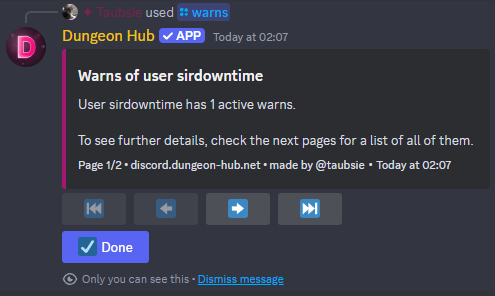 Taubsie used warns
D
Dungeon Hub APP Today at 02:07
Warns of user sirdowntime
User sirdowntime has 1 active warns.
To see further details, check the next pages for a list of all of them.
Page 1/2 • discord.dungeon-hub.net • made by @taubsie • Today at 02:07
Done
Only you can see this • Dismiss message